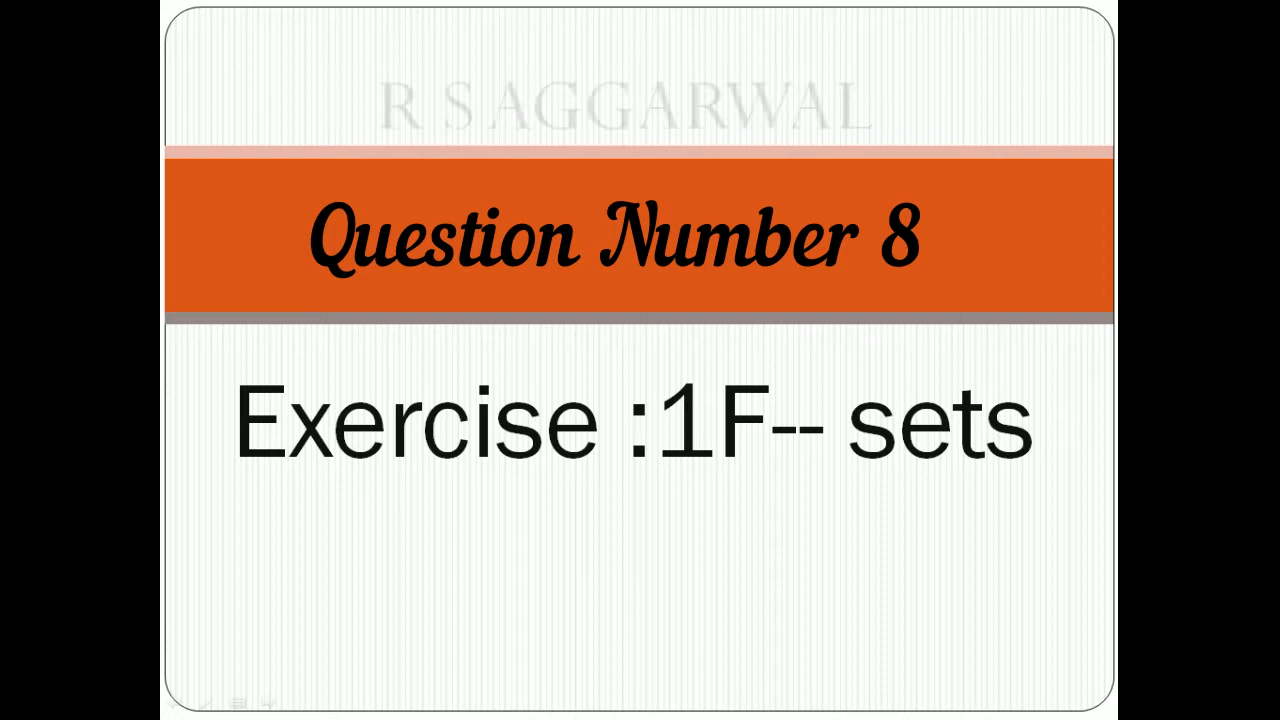 R S AGGARWAL
Question Number 8
Exercise :1F-- sets